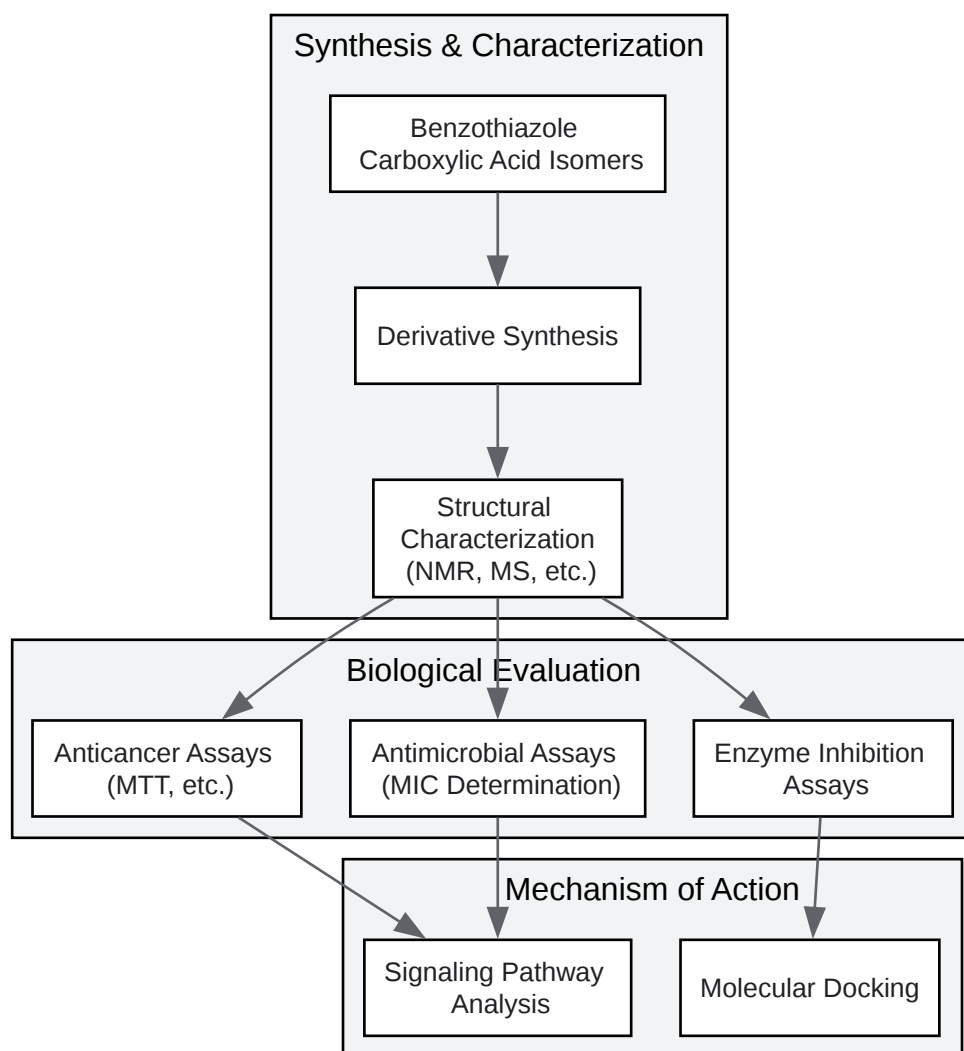 Synthesis & Characterization
Benzothiazole
Carboxylic Acid Isomers
Derivative Synthesis
Structural
Characterization
(NMR, MS, etc.)
Biological Evaluation
Anticancer Assays
(MTT, etc.)
Antimicrobial Assays
(MIC Determination)
Enzyme Inhibition
Assays
Mechanism of Action
Signaling Pathway
Analysis
Molecular Docking